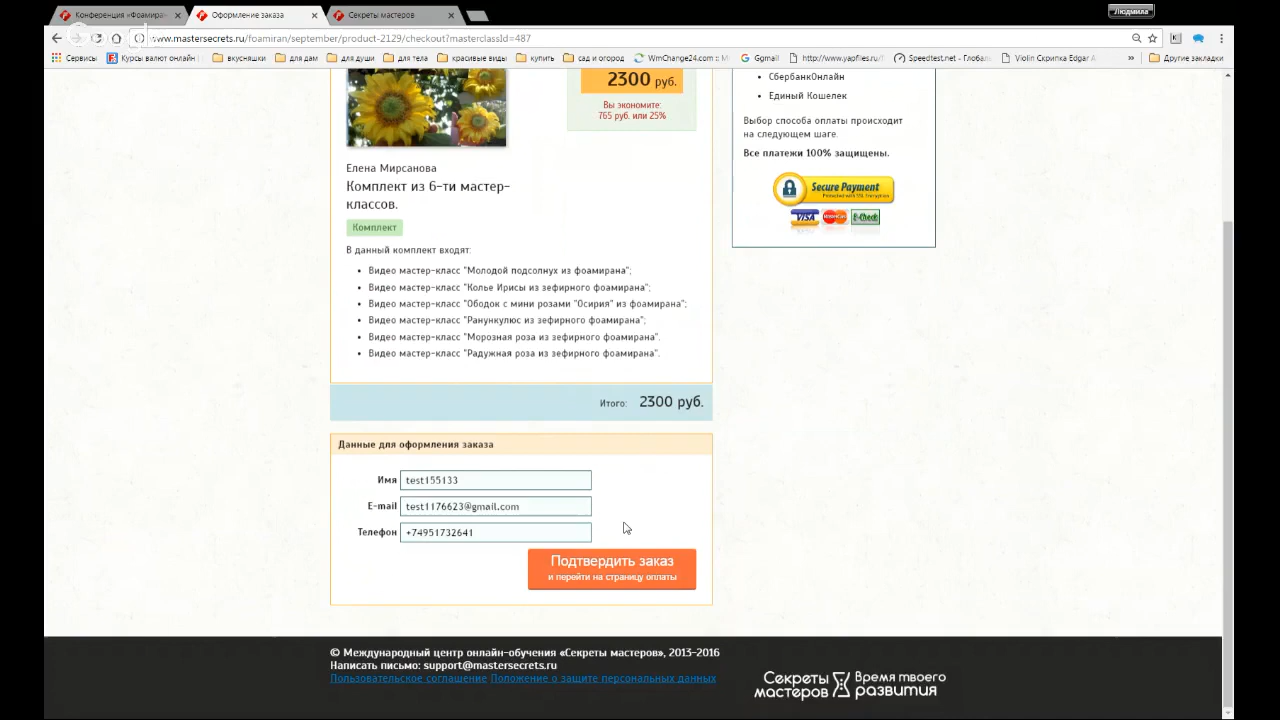 Конференция «Фоамиран
Оформление заказа
Секреты мастеров
Людмила
www.mastersecrets.ru/foamiran/september/product-2129/checkout?masterclassId=487
Сервисы
Курсы валют онлайн
вкусняшки
для дам
сад и огород
для души
для тела
красивые виды
купить
WmChange24.com :: М
Ggmail
http://www.yapfiles.ru/
Speedtest.net - Глобаль
Violin Скрипка Edgar
»
Другие закладки
2300 руб.
Вы экономите:
765 руб. или 25%
СбербанкОнлайн
Единый Кошелек
Выбор способа оплаты происходит
на следующем шаге.
Все платежи 100% защищены.
Secure Payment
Protected with SSL Encryption
VISA
MasterCard
E-Check
Елена Мирсанова
Комплект из 6-ти мастер-
классов.
Комплект
В данный комплект входят:
Видео мастер-класс "Молодой подсолнух из фоамирана";
Видео мастер-класс "Колье Ирисы из зефирного фоамирана";
Видео мастер-класс "Ободок с мини розами "Осирия" из фоамирана";
Видео мастер-класс "Ранункулюс из зефирного фоамирана";
Видео мастер-класс "Морозная роза из зефирного фоамирана".
Видео мастер-класс "Радужная роза из зефирного фоамирана".
Итого: 2300 руб.
Данные для оформления заказа
Имя test155133
E-mail test1176623@gmail.com
Телефон +74951732641
Подтвердить заказ
и перейти на страницу оплаты
© Международный центр онлайн-обучения «Секреты мастеров», 2013-2016
Написать письмо: support@mastersecrets.ru
Пользовательское соглашение Положение о защите персональных данных
Секреты мастеров
Время твоего развития